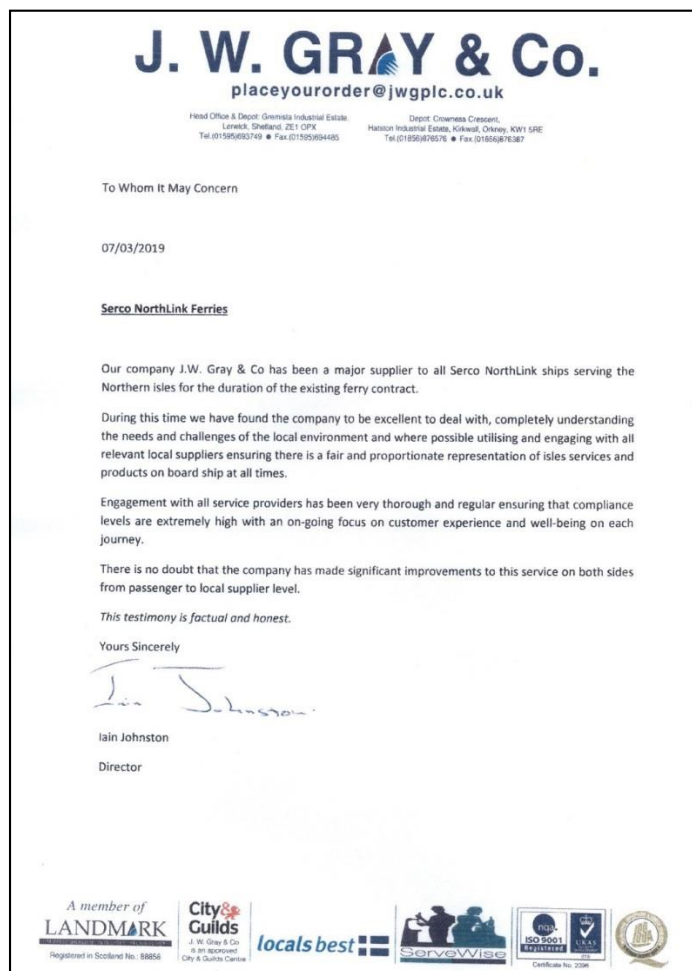 J. W. GRAY & Co.
placeyourorder@jwgplc.co.uk
Head Office & Depot: Gremista Industrial Estate,
Lerwick, Shetland, ZE1 0PX
Tel.(01595)693749 ● Fax.(01595)694485
Depot: Crowness Crescent,
Hatston Industrial Estate, Kirkwall, Orkney, KW1 5RE
Tel.(01856)876576 ● Fax.(01856)876387
To Whom It May Concern
07/03/2019
Serco NorthLink Ferries
Our company J.W. Gray & Co has been a major supplier to all Serco NorthLink ships serving the
Northern isles for the duration of the existing ferry contract.
During this time we have found the company to be excellent to deal with, completely understanding
the needs and challenges of the local environment and where possible utilising and engaging with all
relevant local suppliers ensuring there is a fair and proportionate representation of isles services and
products on board ship at all times.
Engagement with all service providers has been very thorough and regular ensuring that compliance
levels are extremely high with an on-going focus on customer experience and well-being on each
journey.
There is no doubt that the company has made significant improvements to this service on both sides
from passenger to local supplier level.
This testimony is factual and honest.
Yours Sincerely
Iain Johnston
Iain Johnston
Director
A member of
LANDMARK
Registered in Scotland No.: 98858
City &
Guilds
J. W. Gray & Co
is an approved
City & Guilds Centre
locals best
ServeWise
nqa
ISO 9001
Registered
UKAS
Certificate No. 2396